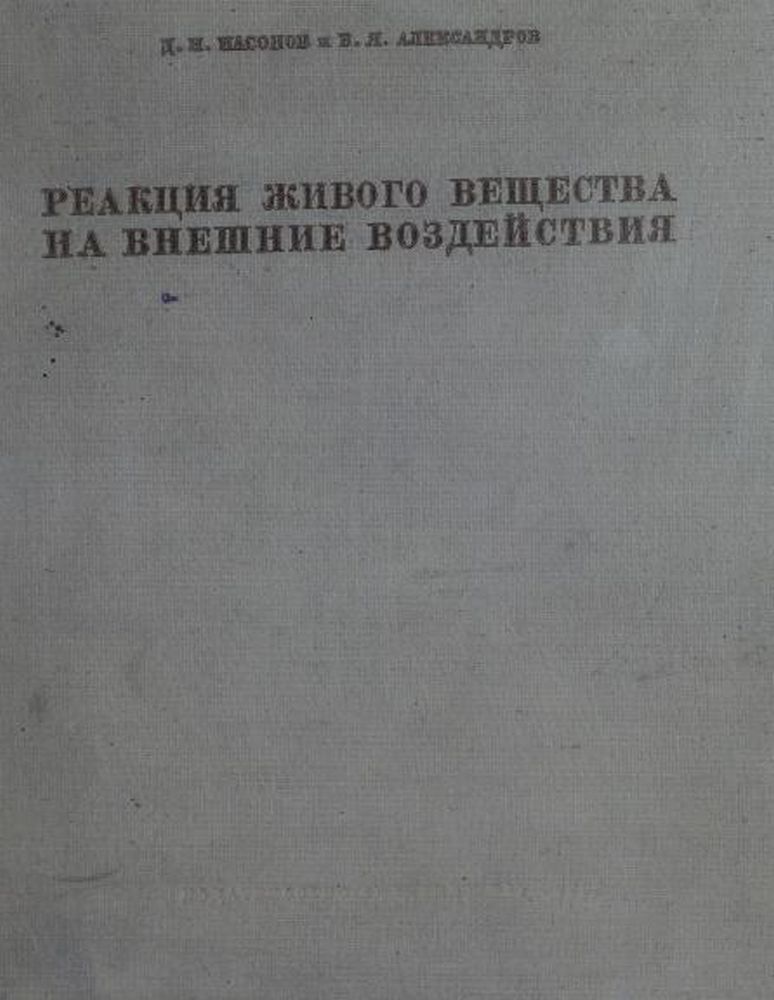 Д. Н. НАСОНОВ и В. Я. АЛЕКСАНДРОВ
РЕАКЦИЯ ЖИВОГО ВЕЩЕСТВА
НА ВНЕШНИЕ ВОЗДЕЙСТВИЯ